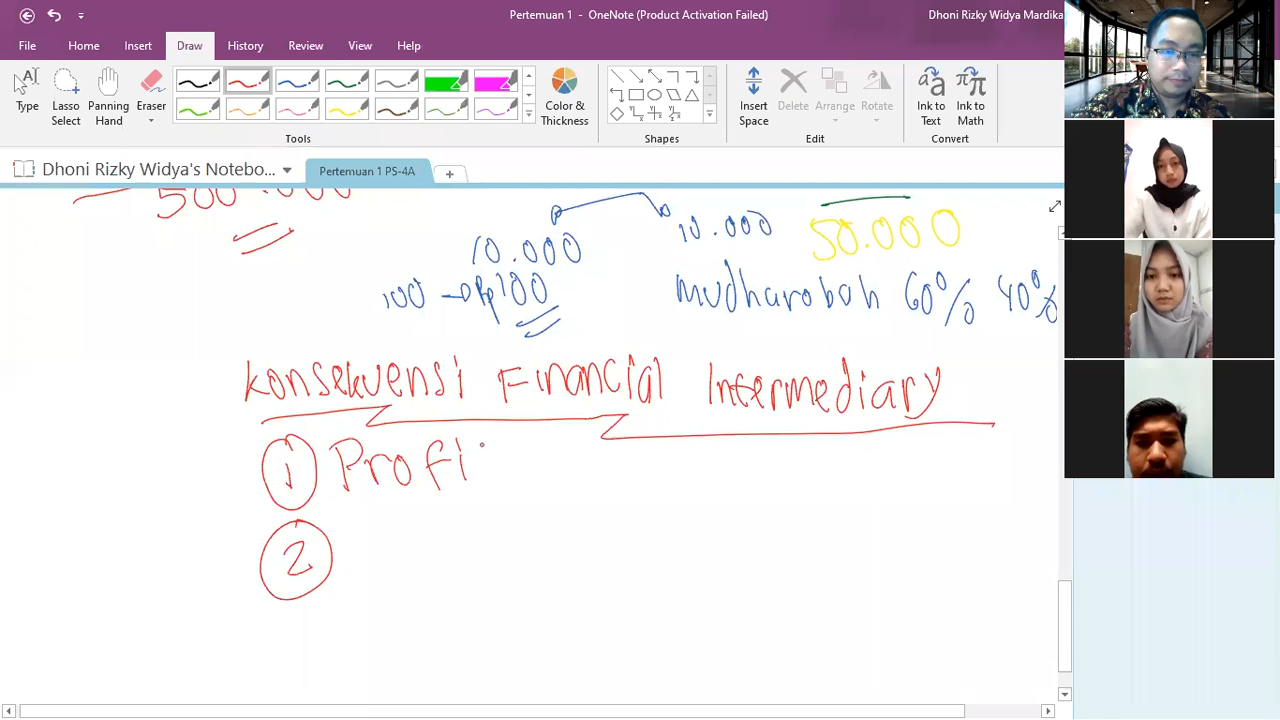 Pertemuan 1 - OneNote (Product Activation Failed)
Dhoni Rizky Widya Mardika
File Home Insert Draw History Review View Help
Type
Lasso Select
Panning Hand
Eraser
Color & Thickness
Insert Space
Delete
Arrange
Rotate
Ink to Text
Ink to Math
Tools
Shapes
Edit
Convert
Dhoni Rizky Widya's Notebo...
Pertemuan 1 PS-4A
500.000
10.000
10.000
50.000
100 → Rp 100
mudharobah 60% 40%
Konsekuensi Financial Intermediary
1 Profi
2